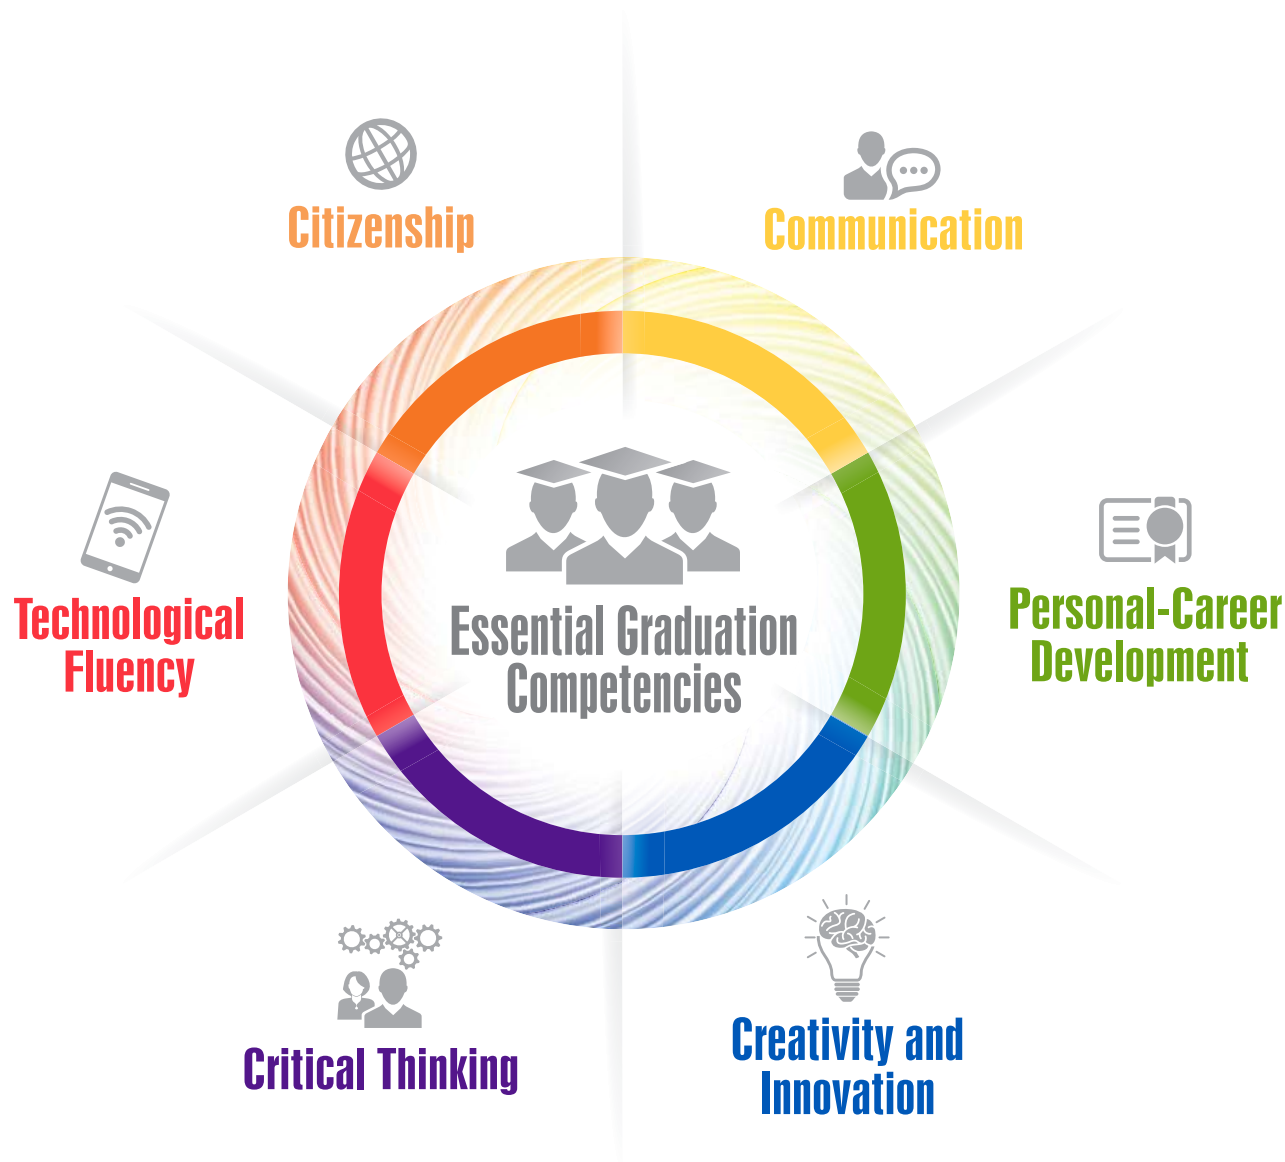 Citizenship
Communication
Technological
Fluency
Essential Graduation
Competencies
Personal-Career
Development
Critical Thinking
Creativity and
Innovation